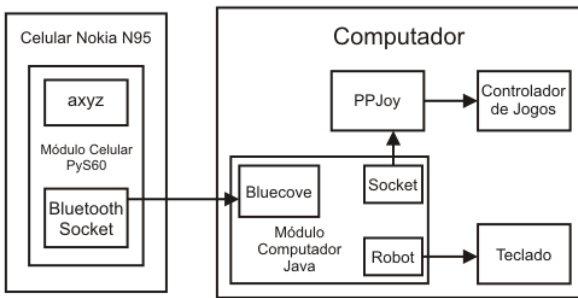 Celular Nokia N95
axyz
Módulo Celular
PyS60
Bluetooth
Socket
Computador
PPJoy
Controlador
de Jogos
Bluecove
Socket
Módulo
Computador
Java
Robot
Teclado